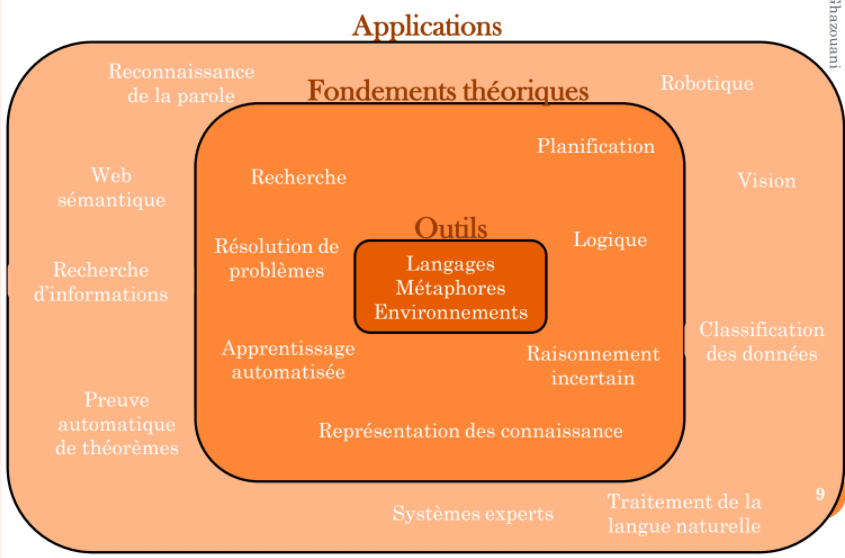 Applications
Ghazouani
Reconnaissance
de la parole
Fondements théoriques
Robotique
Planification
Web
sémantique
Recherche
Vision
Outils
Logique
Résolution de
problèmes
Langages
Métaphores
Environnements
Recherche
d'informations
Classification
des données
Apprentissage
automatisée
Raisonnement
incertain
Preuve
automatique
de théorèmes
Représentation des connaissance
Systèmes experts
Traitement de la
langue naturelle
9